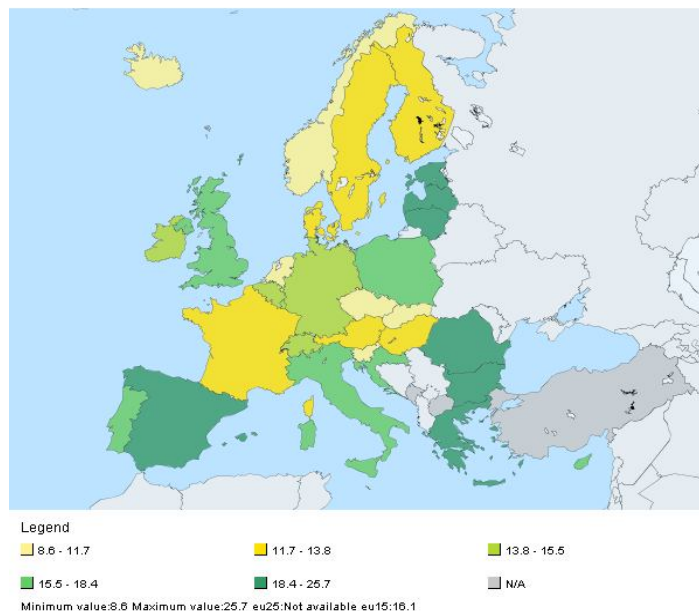 Legend
8.6 - 11.7
11.7 - 13.8
13.8 - 15.5
15.5 - 18.4
18.4 - 25.7
N/A
Minimum value:8.6 Maximum value:25.7 eu25:Not available eu15:16.1